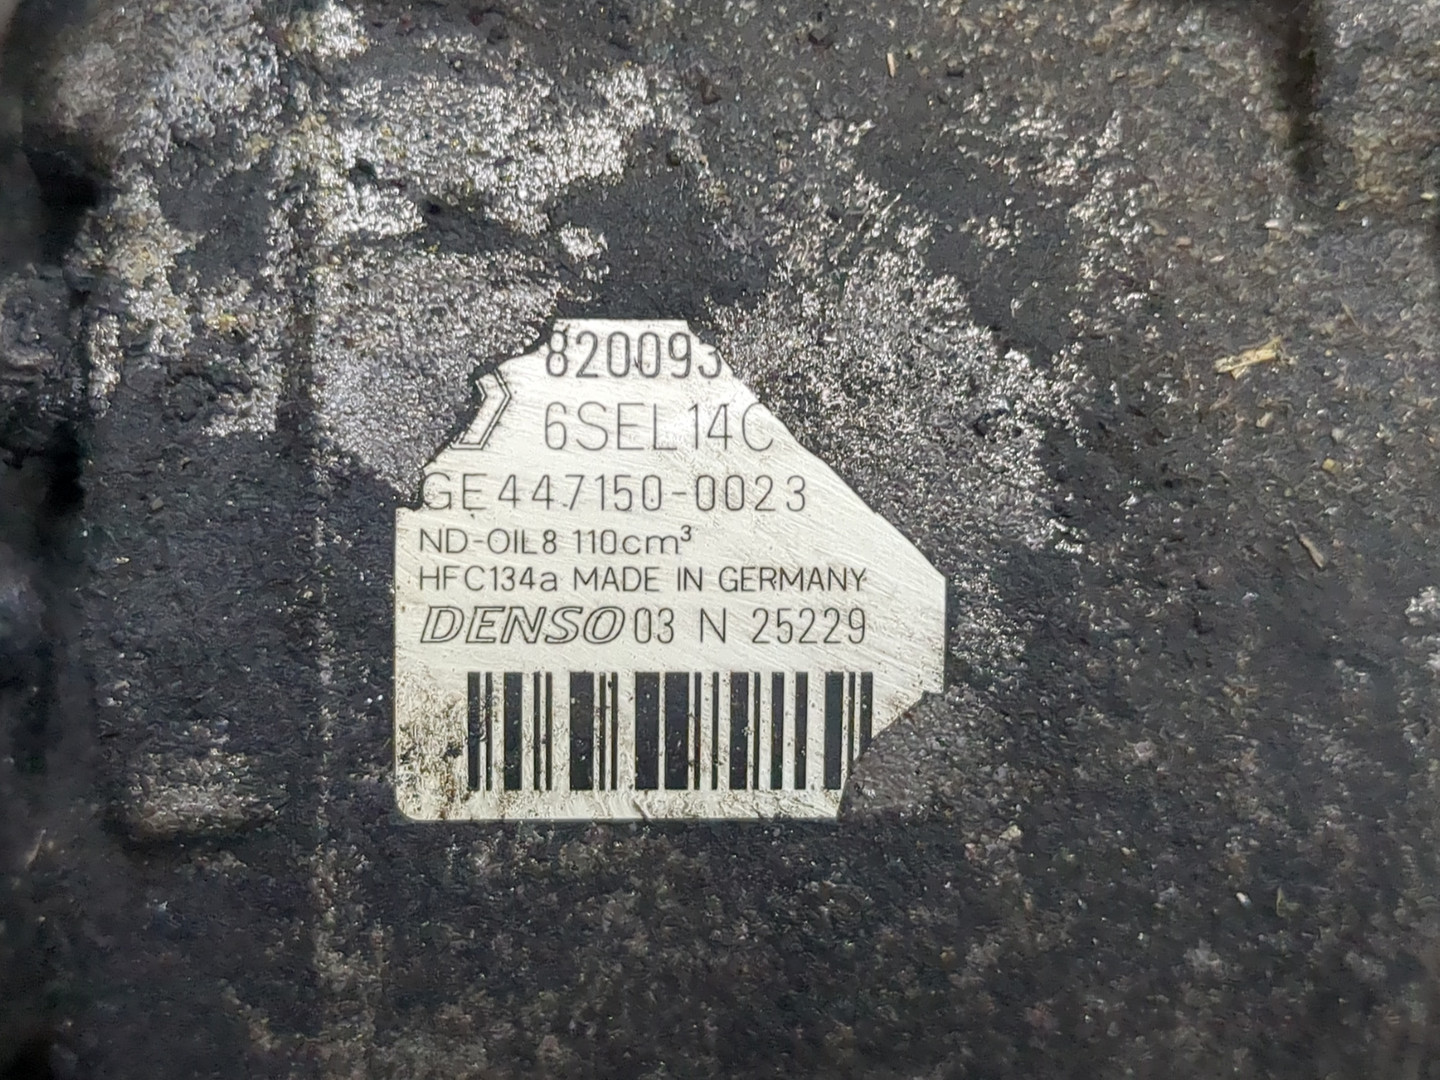 820093
6SEL14C
GE447150-0023
ND-OIL8 110cm³
HFC134a MADE IN GERMANY
DENSO 03 N 25229